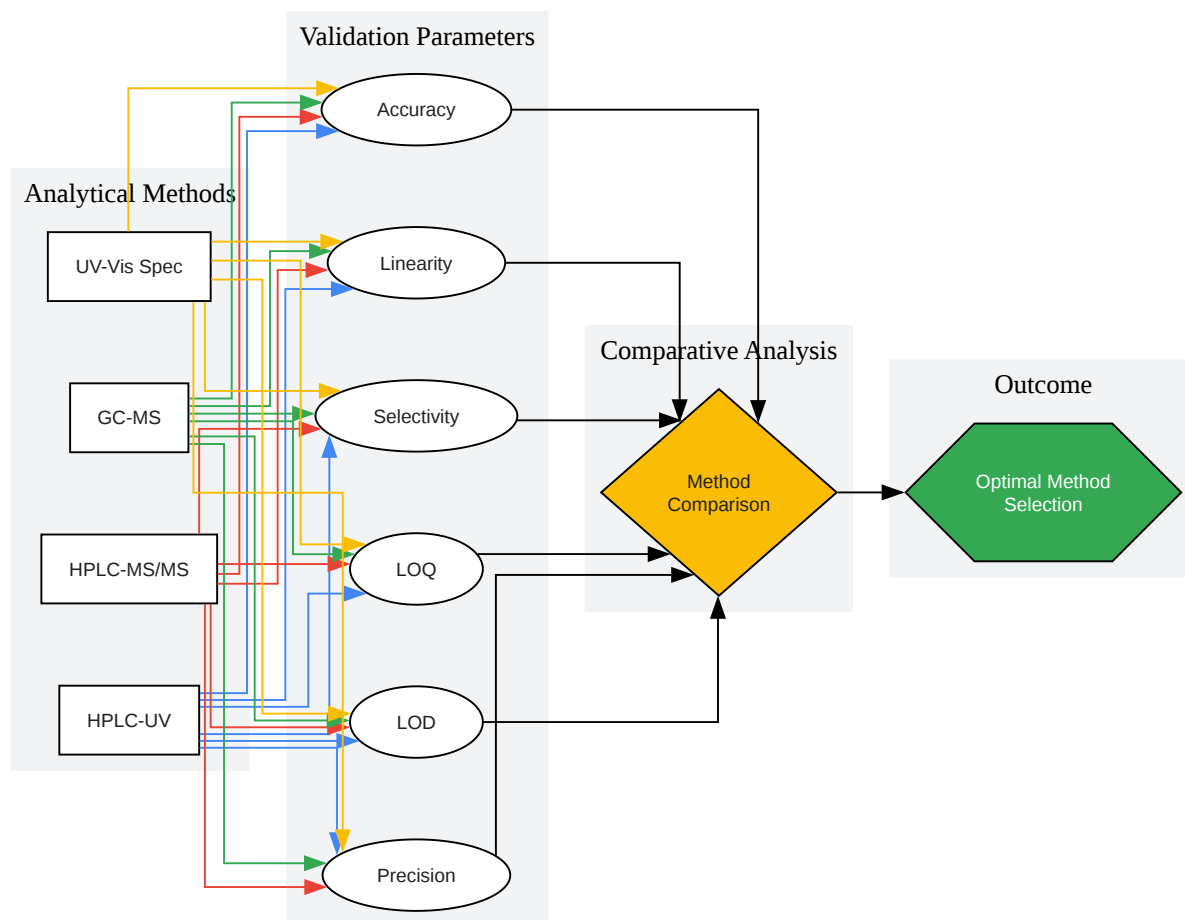 Validation Parameters
Accuracy
Analytical Methods
UV-Vis Spec
Linearity
Comparative Analysis
Outcome
GC-MS
Selectivity
Method
Comparison
Optimal Method
Selection
HPLC-MS/MS
LOQ
HPLC-UV
LOD
Precision